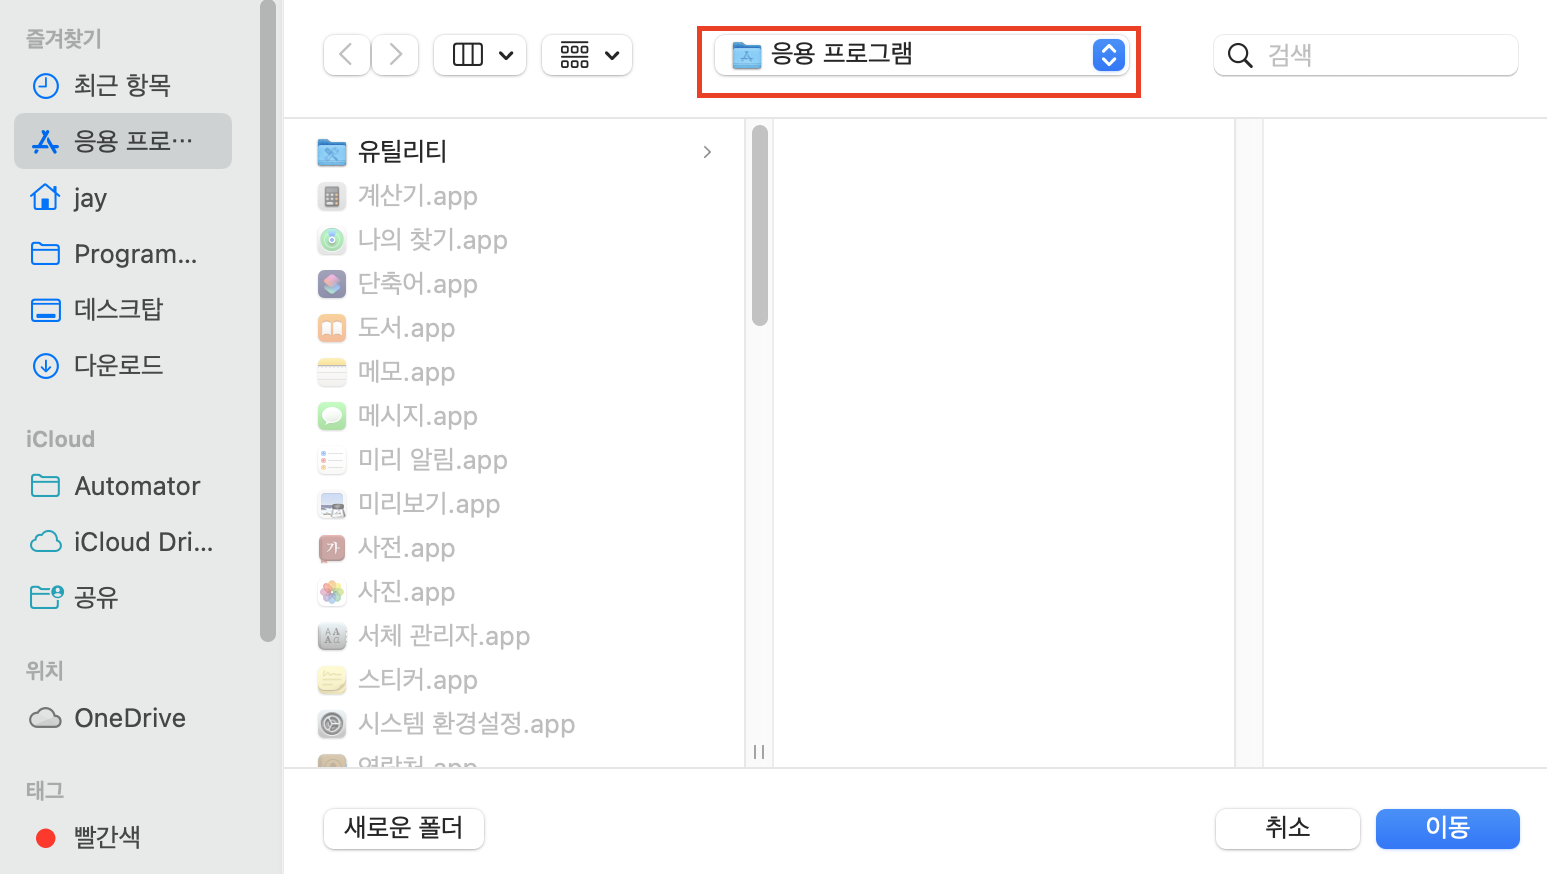 즐겨찾기
최근 항목
응용 프로…
jay
Program...
데스크탑
다운로드
iCloud
Automator
iCloud Dri...
공유
위치
OneDrive
태그
빨간색
응용 프로그램
검색
유틸리티
계산기.app
나의 찾기.app
단축어.app
도서.app
메모.app
메시지.app
미리 알림.app
미리보기.app
사전.app
사진.app
서체 관리자.app
스티커.app
시스템 환경설정.app
연락처.app
새로운 폴더
취소
이동